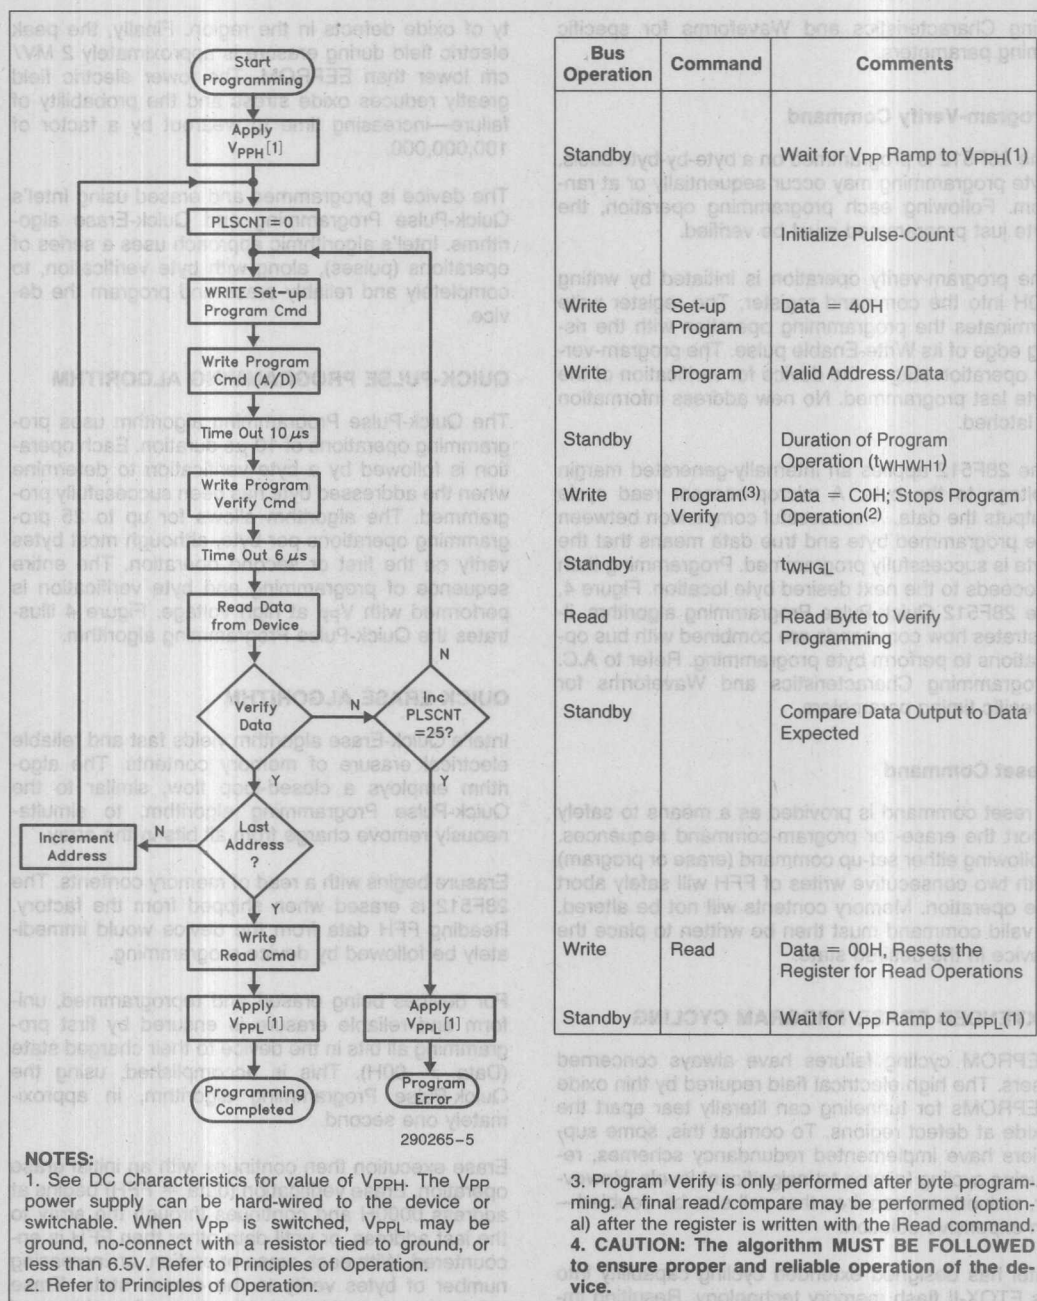 Start
Programming
Apply
VPPH[1]
PLSCNT = 0
WRITE Set-up
Program Cmd
Write Program
Cmd (A/D)
Time Out 10 μs
Write Program
Verify Cmd
Time Out 6 μs
Read Data
from Device
N
Verify
Data
N
Inc
PLSCNT
=25?
Y
Y
Increment
Address
N
Last
Address
?
Y
Write
Read Cmd
Apply
VPPL[1]
Apply
VPPL[1]
Programming
Completed
Program
Error
290265-5
Bus
Operation
Command
Comments
Standby
Wait for VPP Ramp to VPPH(1)
Initialize Pulse-Count
Write
Set-up
Program
Data = 40H
Write
Program
Valid Address/Data
Standby
Duration of Program
Operation (tWHWH1)
Write
Program(3)
Verify
Data = C0H; Stops Program
Operation(2)
Standby
tWHGL
Read
Read Byte to Verify
Programming
Standby
Compare Data Output to Data
Expected
Write
Read
Data = 00H, Resets the
Register for Read Operations
Standby
Wait for VPP Ramp to VPPL(1)
NOTES:
1. See DC Characteristics for value of VPPH. The VPP
power supply can be hard-wired to the device or
switchable. When VPP is switched, VPPL may be
ground, no-connect with a resistor tied to ground, or
less than 6.5V. Refer to Principles of Operation.
2. Refer to Principles of Operation.
3. Program Verify is only performed after byte program-
ming. A final read/compare may be performed (option-
al) after the register is written with the Read command.
4. CAUTION: The algorithm MUST BE FOLLOWED
to ensure proper and reliable operation of the de-
vice.